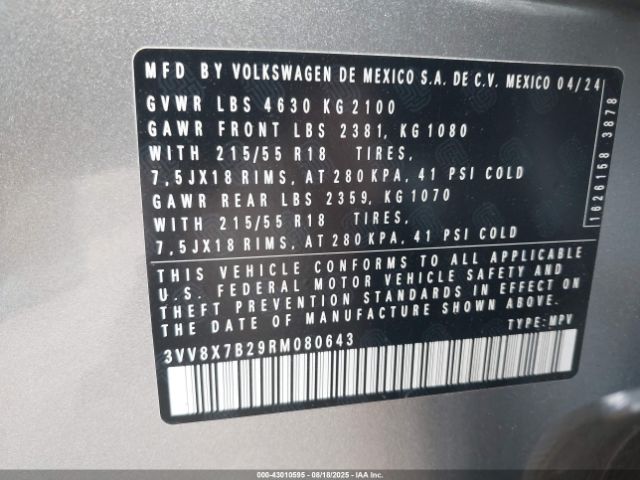 MFD BY VOLKSWAGEN DE MEXICO S.A. DE C.V. MEXICO 04/24
GVWR LBS 4630 KG 2100
GAWR FRONT LBS 2381, KG 1080
WITH 215/55 R18 TIRES,
7,5JX18 RIMS, AT 280 KPA, 41 PSI COLD
GAWR REAR LBS 2359, KG 1070
WITH 215/55 R18 TIRES,
7,5JX18 RIMS, AT 280 KPA, 41 PSI COLD
THIS VEHICLE CONFORMS TO ALL APPLICABLE
U.S. FEDERAL MOTOR VEHICLE SAFETY AND
THEFT PREVENTION STANDARDS IN EFFECT ON
THE DATE OF MANUFACTURE SHOWN ABOVE.
3VV8X7B29RM080643 TYPE: MPV
1626158 3878
000-43010595 - 08/18/2025 - IAAI.COM